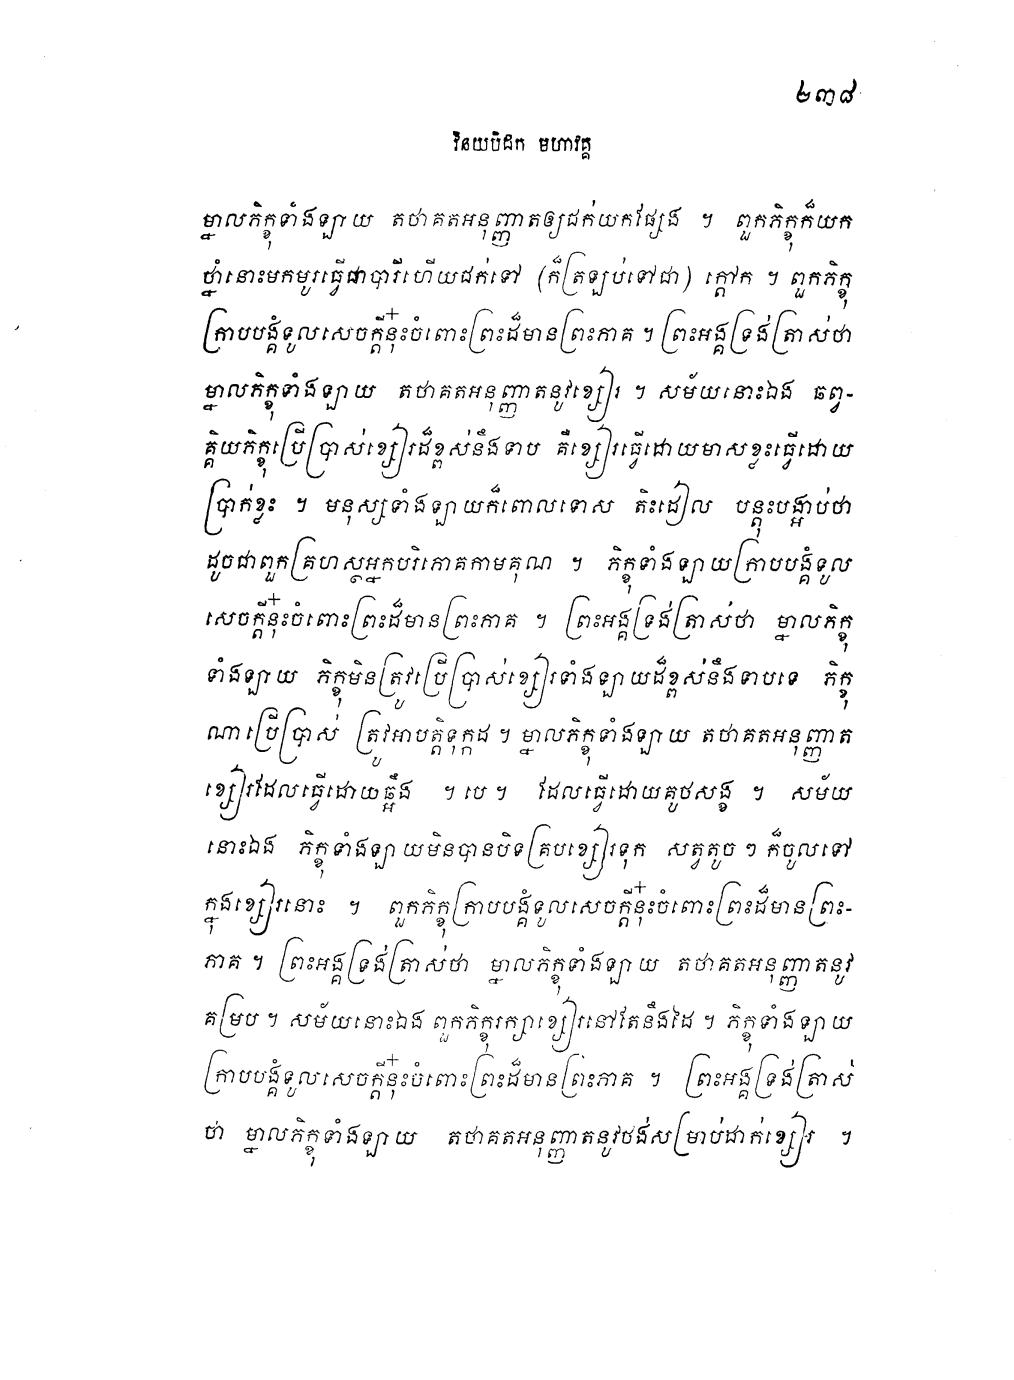 ២៣៨
វិនយបិដក មហាវគ្គ
ម្នាលភិក្ខុទាំងឡាយ តថាគតអនុញ្ញាតឲ្យជក់យកផ្សែង ។ ពួកភិក្ខុក៏យក
ថ្នាំនោះមកមូរធ្វើជាបារីហើយជក់ទៅ (ក៏ត្រឡប់ទៅជា) ក្តៅក ។ ពួកភិក្ខុ
ក្រាបបង្គំទូលសេចក្តីនុ៎ះចំពោះព្រះដ៏មានព្រះភាគ ។ ព្រះអង្គទ្រង់ត្រាស់ថា
ម្នាលភិក្ខុទាំងឡាយ តថាគតអនុញ្ញាតនូវខ្សៀរ ។ សម័យនោះឯង ឆព្វ-
គ្គិយភិក្ខុប្រើប្រាស់ខ្សៀរដ៏ខ្ពស់នឹងទាប គឺខ្សៀរធ្វើដោយមាសខ្លះធ្វើដោយ
ប្រាក់ខ្លះ ។ មនុស្សទាំងឡាយក៏ពោលទោស តិះដៀល បន្តុះបង្អាប់ថា
ដូចជាពួកគ្រហស្ថអ្នកបរិភោគកាមគុណ ។ ភិក្ខុទាំងឡាយក្រាបបង្គំទូល
សេចក្តីនុ៎ះចំពោះព្រះដ៏មានព្រះភាគ ។ ព្រះអង្គទ្រង់ត្រាស់ថា ម្នាលភិក្ខុ
ទាំងឡាយ ភិក្ខុមិនត្រូវប្រើប្រាស់ខ្សៀរទាំងឡាយដ៏ខ្ពស់នឹងទាបទេ ភិក្ខុ
ណាប្រើប្រាស់ ត្រូវអាបត្តិទុក្កដ ។ ម្នាលភិក្ខុទាំងឡាយ តថាគតអនុញ្ញាត
ខ្សៀរដែលធ្វើដោយឆ្អឹង ។ បេ ។ ដែលធ្វើដោយគូថសង្ខ ។ សម័យ
នោះឯង ភិក្ខុទាំងឡាយមិនបានបិទគ្របខ្សៀរទុក សត្វតូច ៗ ក៏ចូលទៅ
ក្នុងខ្សៀរនោះ ។ ពួកភិក្ខុក្រាបបង្គំទូលសេចក្តីនុ៎ះចំពោះព្រះដ៏មានព្រះ-
ភាគ ។ ព្រះអង្គទ្រង់ត្រាស់ថា ម្នាលភិក្ខុទាំងឡាយ តថាគតអនុញ្ញាតនូវ
គម្រប ។ សម័យនោះឯង ពួកភិក្ខុរក្សាខ្សៀរនៅតែនឹងដៃ ។ ភិក្ខុទាំងឡាយ
ក្រាបបង្គំទូលសេចក្តីនុ៎ះចំពោះព្រះដ៏មានព្រះភាគ ។ ព្រះអង្គទ្រង់ត្រាស់
ថា ម្នាលភិក្ខុទាំងឡាយ តថាគតអនុញ្ញាតនូវថង់សម្រាប់ដាក់ខ្សៀរ ។